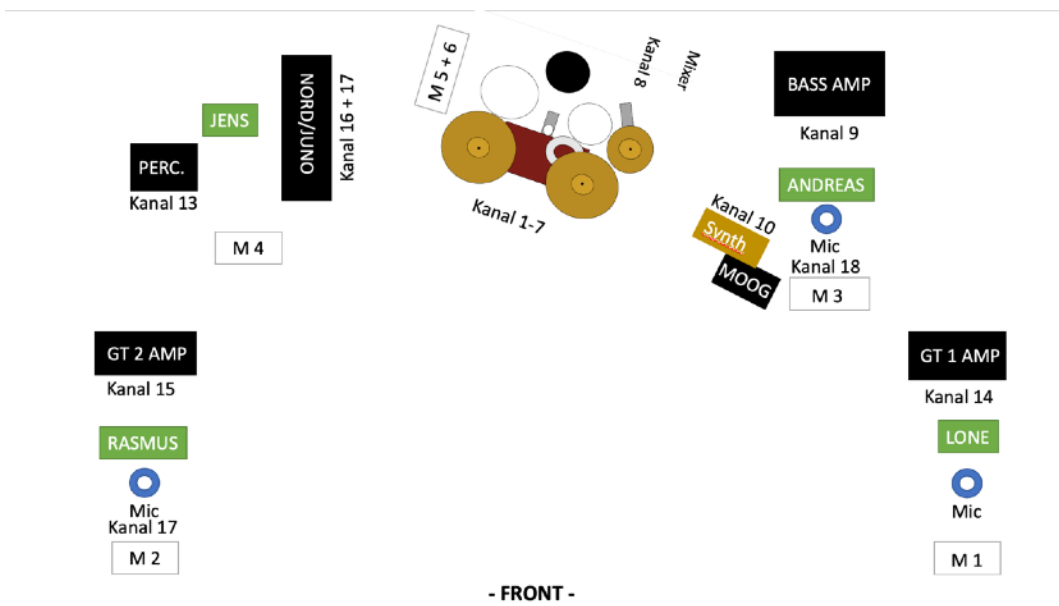 M 5 + 6
Kanal 8
Mixer
BASS AMP
Kanal 9
NORD/JUNO
Kanal 16 + 17
JENS
PERC.
Kanal 13
M 4
Kanal 1-7
ANDREAS
Mic
Kanal 18
M 3
Kanal 10
Synth
MOOG
GT 2 AMP
Kanal 15
RASMUS
Mic
Kanal 17
M 2
GT 1 AMP
Kanal 14
LONE
Mic
M 1
- FRONT -